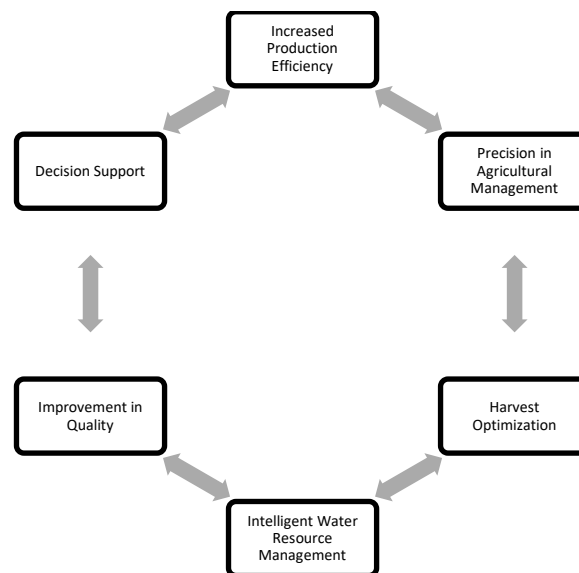 Increased
Production
Efficiency
Decision Support
Precision in
Agricultural
Management
Improvement in
Quality
Harvest
Optimization
Intelligent Water
Resource
Management